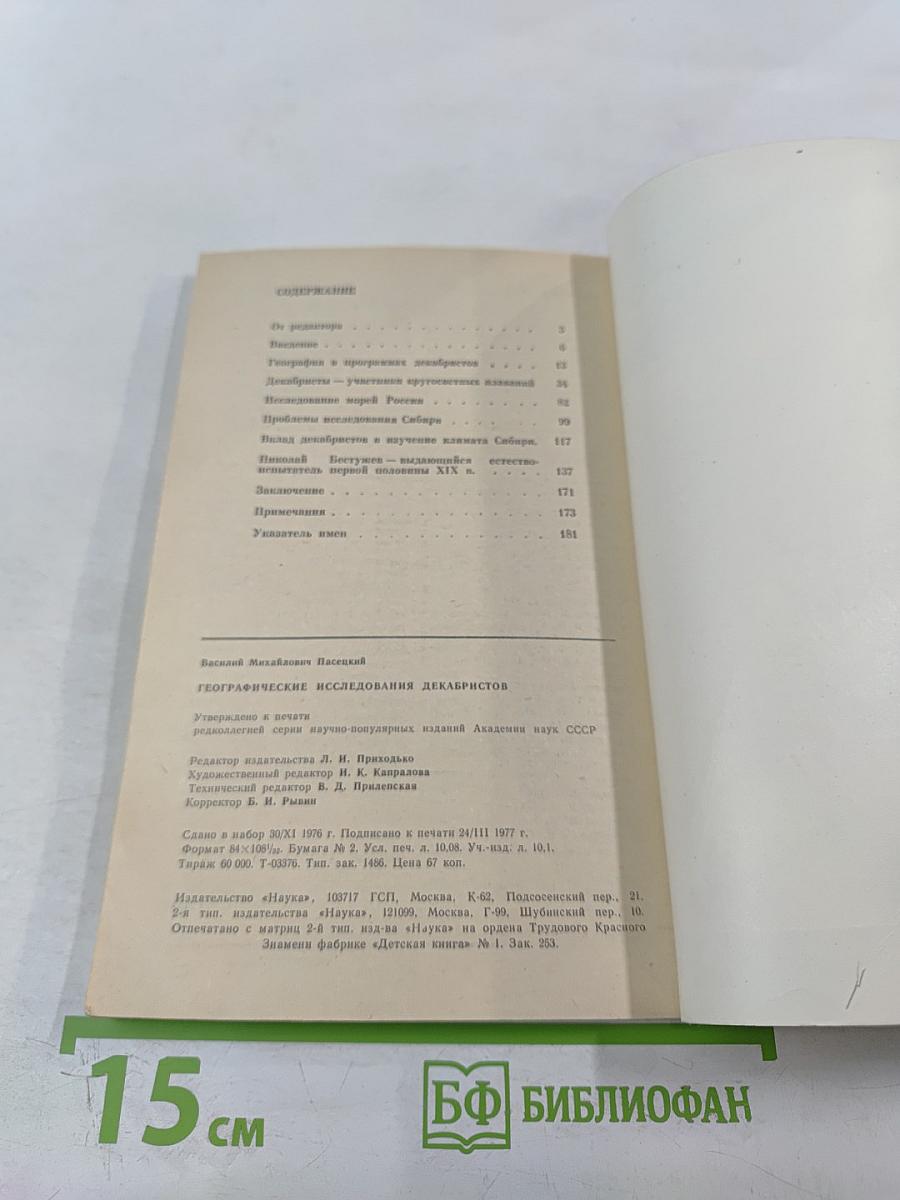 СОДЕРЖАНИЕ
От редактора . . . . . . . . . . . . . . 3
Введение . . . . . . . . . . . . . . . . 6
География в программах декабристов . . . . 13
Декабристы — участники кругосветных плаваний 34
Исследование морей России . . . . . . . . 82
Проблемы исследования Сибири . . . . . . 99
Вклад декабристов в изучение климата Сибири. 117
Николай Бестужев — выдающийся естество-
испытатель первой половины XIX в. . . . . 137
Заключение . . . . . . . . . . . . . . . 171
Примечания . . . . . . . . . . . . . . . 173
Указатель имен . . . . . . . . . . . . . 181
Василий Михайлович Пасецкий
ГЕОГРАФИЧЕСКИЕ ИССЛЕДОВАНИЯ ДЕКАБРИСТОВ
Утверждено к печати
редколлегией серии научно-популярных изданий Академии наук СССР
Редактор издательства Л. И. Приходько
Художественный редактор И. К. Капралова
Технический редактор В. Д. Прилепская
Корректор Б. И. Рывин
Сдано в набор 30/XI 1976 г. Подписано к печати 24/III 1977 г.
Формат 84×108¹/₃₂. Бумага № 2. Усл. печ. л. 10,08. Уч.-изд. л. 10,1.
Тираж 60 000. Т-03376. Тип. зак. 1486. Цена 67 коп.
Издательство «Наука», 103717 ГСП, Москва, К-62, Подсосенский пер., 21.
2-я тип. издательства «Наука», 121099, Москва, Г-99, Шубинский пер., 10.
Отпечатано с матриц 2-й тип. изд-ва «Наука» на ордена Трудового Красного
Знамени фабрике «Детская книга» № 1. Зак. 253.
15 см
БФ БИБЛИОФАН